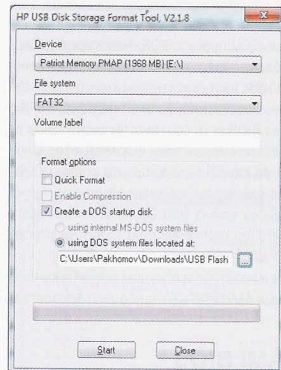 HP USB Disk Storage Format Tool, V2.1.8
Device
Patriot Memory PMAP (1968 MB) (E:\)
File system
FAT32
Volume label
Format options
Quick Format
Enable Compression
Create a DOS startup disk
using internal MS-DOS system files
using DOS system files located at:
C:\Users\Pakhomov\Downloads\USB Flash
...
Start
Close